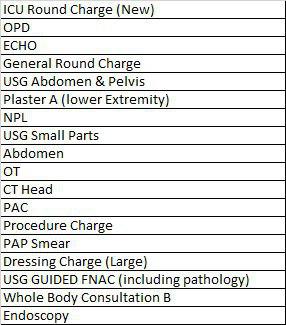 ICU Round Charge (New)
OPD
ECHO
General Round Charge
USG Abdomen & Pelvis
Plaster A (lower Extremity)
NPL
USG Small Parts
Abdomen
OT
CT Head
PAC
Procedure Charge
PAP Smear
Dressing Charge (Large)
USG GUIDED FNAC (including pathology)
Whole Body Consultation B
Endoscopy